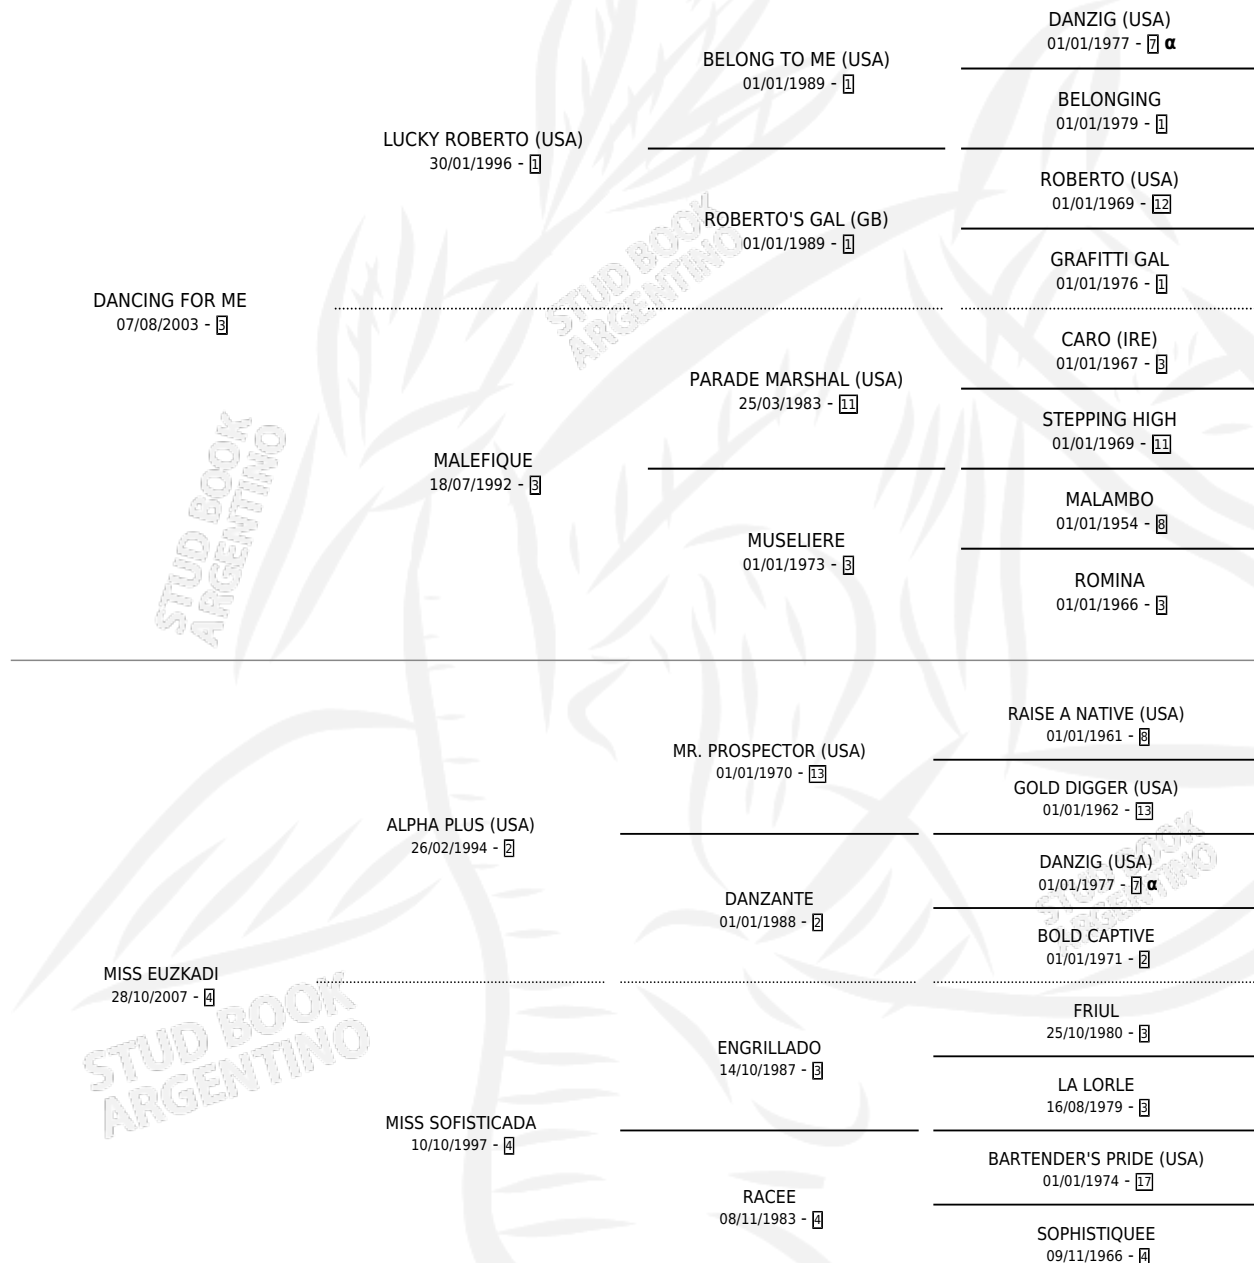 DANZIG (USA)
01/01/1977 - 7 α
BELONG TO ME (USA)
01/01/1989 - 1
BELONGING
01/01/1979 - 1
LUCKY ROBERTO (USA)
30/01/1996 - 1
ROBERTO (USA)
01/01/1969 - 12
ROBERTO'S GAL (GB)
01/01/1989 - 1
GRAFITTI GAL
01/01/1976 - 1
STUD BOOK
ARGENTINO
DANCING FOR ME
07/08/2003 - 3
CARO (IRE)
01/01/1967 - 3
PARADE MARSHAL (USA)
25/03/1983 - 11
STEPPING HIGH
01/01/1969 - 11
MALEFIQUE
18/07/1992 - 3
STUD BOOK
ARGENTINO
MALAMBO
01/01/1954 - 8
MUSELIERE
01/01/1973 - 3
ROMINA
01/01/1966 - 3
RAISE A NATIVE (USA)
01/01/1961 - 8
MR. PROSPECTOR (USA)
01/01/1970 - 13
GOLD DIGGER (USA)
01/01/1962 - 13
ALPHA PLUS (USA)
26/02/1994 - 2
DANZIG (USA)
01/01/1977 - 7 α
STUD BOOK
ARGENTINO
DANZANTE
01/01/1988 - 2
BOLD CAPTIVE
01/01/1971 - 2
MISS EUZKADI
28/10/2007 - 4
STUD BOOK
ARGENTINO
FRIUL
25/10/1980 - 3
ENGRILLADO
14/10/1987 - 3
LA LORLE
16/08/1979 - 3
MISS SOFISTICADA
10/10/1997 - 4
BARTENDER'S PRIDE (USA)
01/01/1974 - 17
RACEE
08/11/1983 - 4
SOPHISTIQUEE
09/11/1966 - 4